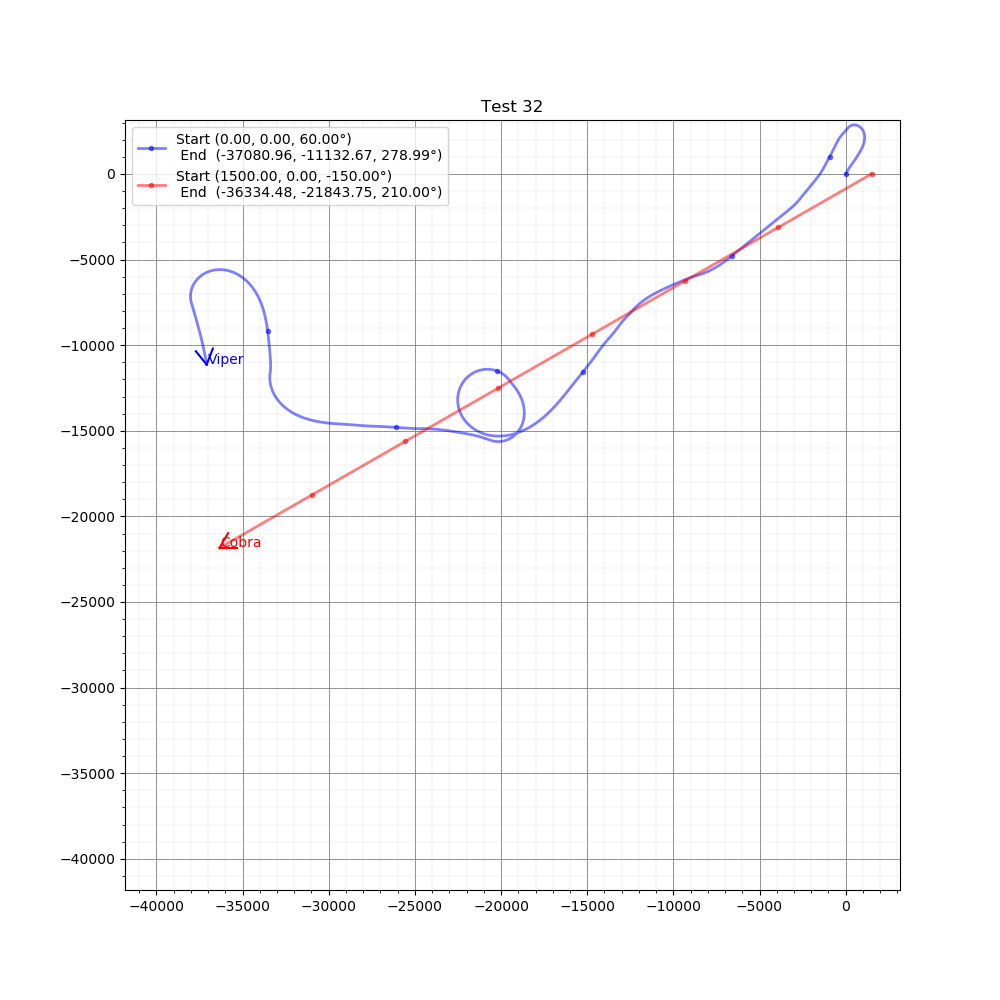 Test 32
Start (0.00, 0.00, 60.00°)
End (-37080.96, -11132.67, 278.99°)
Start (1500.00, 0.00, -150.00°)
End (-36334.48, -21843.75, 210.00°)
0
−5000
−10000
−15000
−20000
−25000
−30000
−35000
−40000
Viper
Cobra
−40000 −35000 −30000 −25000 −20000 −15000 −10000 −5000 0